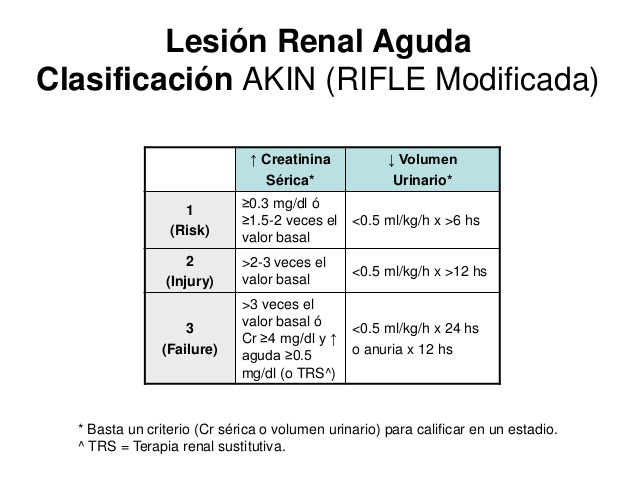 Lesión Renal Aguda
Clasificación AKIN (RIFLE Modificada)
↑ Creatinina
Sérica*
↓ Volumen
Urinario*
1
(Risk)
≥0.3 mg/dl ó
≥1.5-2 veces el
valor basal
<0.5 ml/kg/h x >6 hs
2
(Injury)
>2-3 veces el
valor basal
<0.5 ml/kg/h x >12 hs
3
(Failure)
>3 veces el
valor basal ó
Cr ≥4 mg/dl y ↑
aguda ≥0.5
mg/dl (o TRS^)
<0.5 ml/kg/h x 24 hs
o anuria x 12 hs
* Basta un criterio (Cr sérica o volumen urinario) para calificar en un estadio.
^ TRS = Terapia renal sustitutiva.